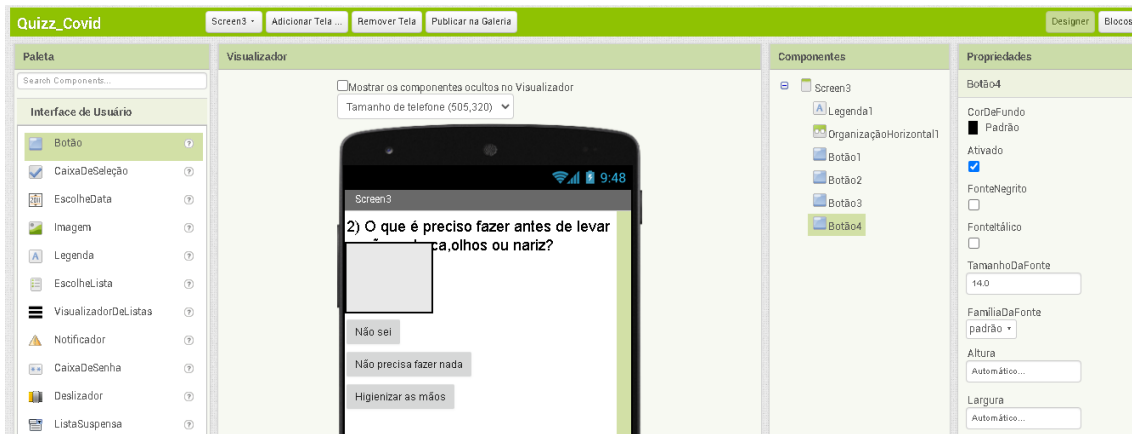 Quizz_Covid
Screen3
Adicionar Tela ...
Remover Tela
Publicar na Galeria
Designer
Blocos
Paleta
Search Components...
Interface de Usuário
Botão
CaixaDeSeleção
EscolheData
Imagem
Legenda
EscolheLista
VisualizadorDeListas
Notificador
CaixaDeSenha
Deslizador
ListaSuspensa
Visualizador
Mostrar os componentes ocultos no Visualizador
Tamanho de telefone (505,320)
9:48
Screen3
2) O que é preciso fazer antes de levar
,olhos ou nariz?
Não sei
Não precisa fazer nada
Higienizar as mãos
Componentes
Screen3
Legenda1
OrganizaçãoHorizontal1
Botão1
Botão2
Botão3
Botão4
Propriedades
Botão4
CorDeFundo
Padrão
Ativado
FonteNegrito
FonteItálico
TamanhoDaFonte
14.0
FamíliaDaFonte
padrão
Altura
Automático...
Largura
Automático...